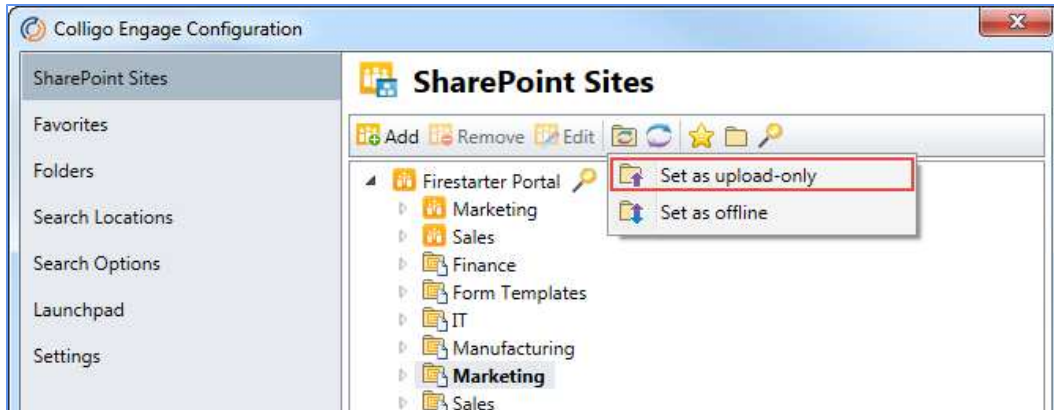 Colligo Engage Configuration
SharePoint Sites
Favorites
Folders
Search Locations
Search Options
Launchpad
Settings
SharePoint Sites
Add Remove Edit
Set as upload-only
Set as offline
Firestarter Portal
Marketing
Sales
Finance
Form Templates
IT
Manufacturing
Marketing
Sales